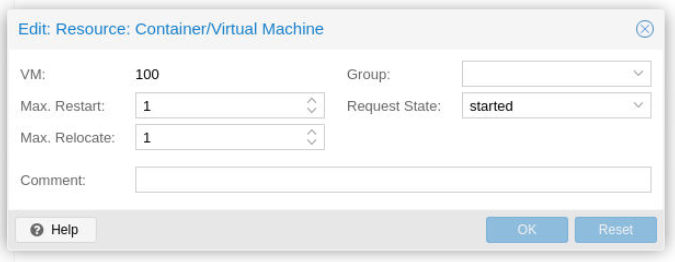 Edit: Resource: Container/Virtual Machine
VM: 100 Group:
Max. Restart: 1 Request State: started
Max. Relocate: 1
Comment:
Help OK Reset